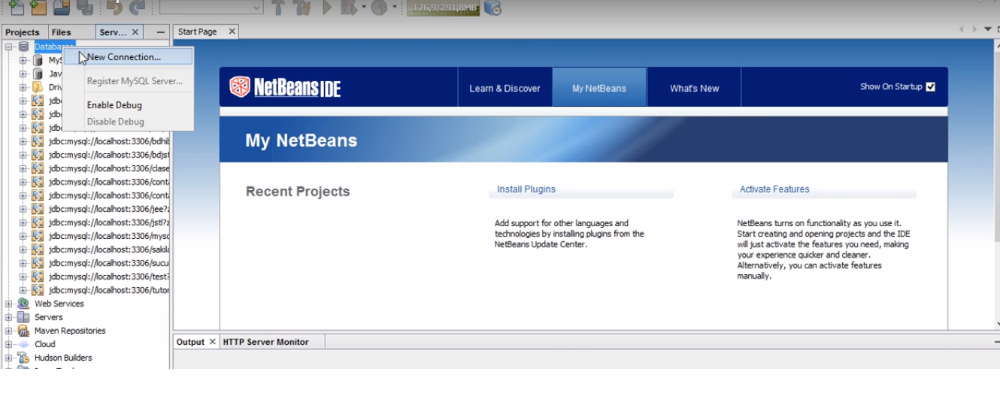 176,9/291,8MB
Projects Files Serv... Start Page
Databases
New Connection...
Register MySQL Server...
Enable Debug
Disable Debug
MyS
Jav
Driv
jdbc
jdb
jdb
jdbc:mysql://localhost:3306/bdhib
jdbc:mysql://localhost:3306/bdjst
jdbc:mysql://localhost:3306/clase
jdbc:mysql://localhost:3306/conta
jdbc:mysql://localhost:3306/conta
jdbc:mysql://localhost:3306/jee?z
jdbc:mysql://localhost:3306/jstl?z
jdbc:mysql://localhost:3306/mysq
jdbc:mysql://localhost:3306/sakila
jdbc:mysql://localhost:3306/sucu
jdbc:mysql://localhost:3306/test?
jdbc:mysql://localhost:3306/tutor
Web Services
Servers
Maven Repositories
Cloud
Hudson Builders
NetBeans IDE
Learn & Discover
My NetBeans
What's New
Show On Startup
My NetBeans
Recent Projects
Install Plugins
Add support for other languages and
technologies by installing plugins from the
NetBeans Update Center.
Activate Features
NetBeans turns on functionality as you use it.
Start creating and opening projects and the IDE
will just activate the features you need, making
your experience quicker and cleaner.
Alternatively, you can activate features
manually.
Output HTTP Server Monitor